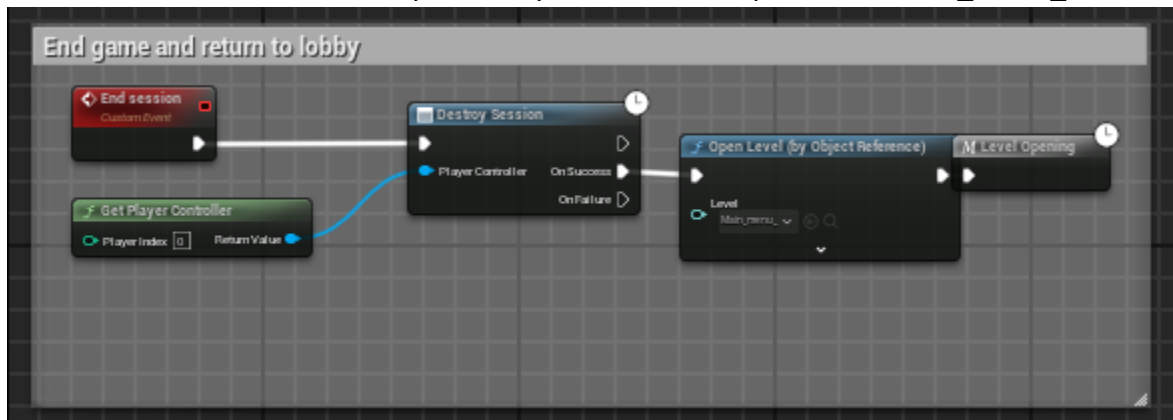 End game and return to lobby
End session
Custom Event
Destroy Session
Player Controller
On Success
On Failure
f Get Player Controller
Player Index 0
Return Value
f Open Level (by Object Reference)
Level
Main_menu_
M Level Opening